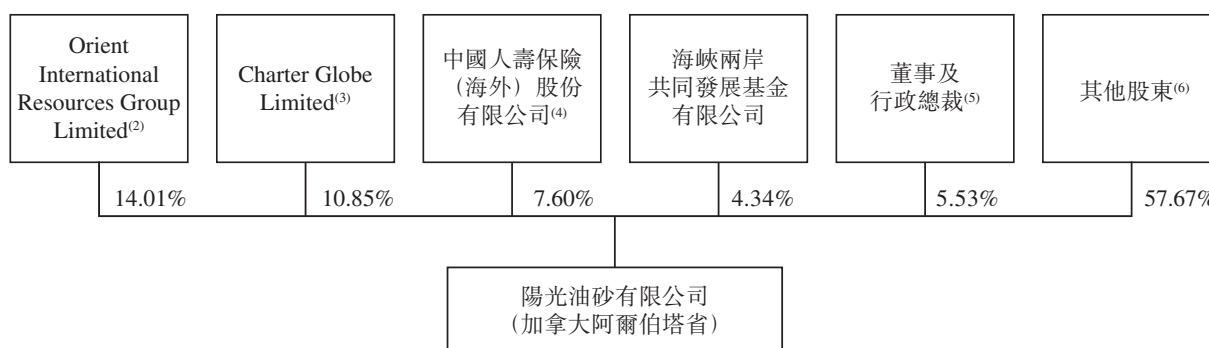 Orient
International
Resources Group
Limited(2)
Charter Globe
Limited(3)
中國人壽保險
（海外）股份
有限公司(4)
海峽兩岸
共同發展基金
有限公司
董事及
行政總裁(5)
其他股東(6)
14.01%
10.85%
7.60%
4.34%
5.53%
57.67%
陽光油砂有限公司
（加拿大阿爾伯塔省）